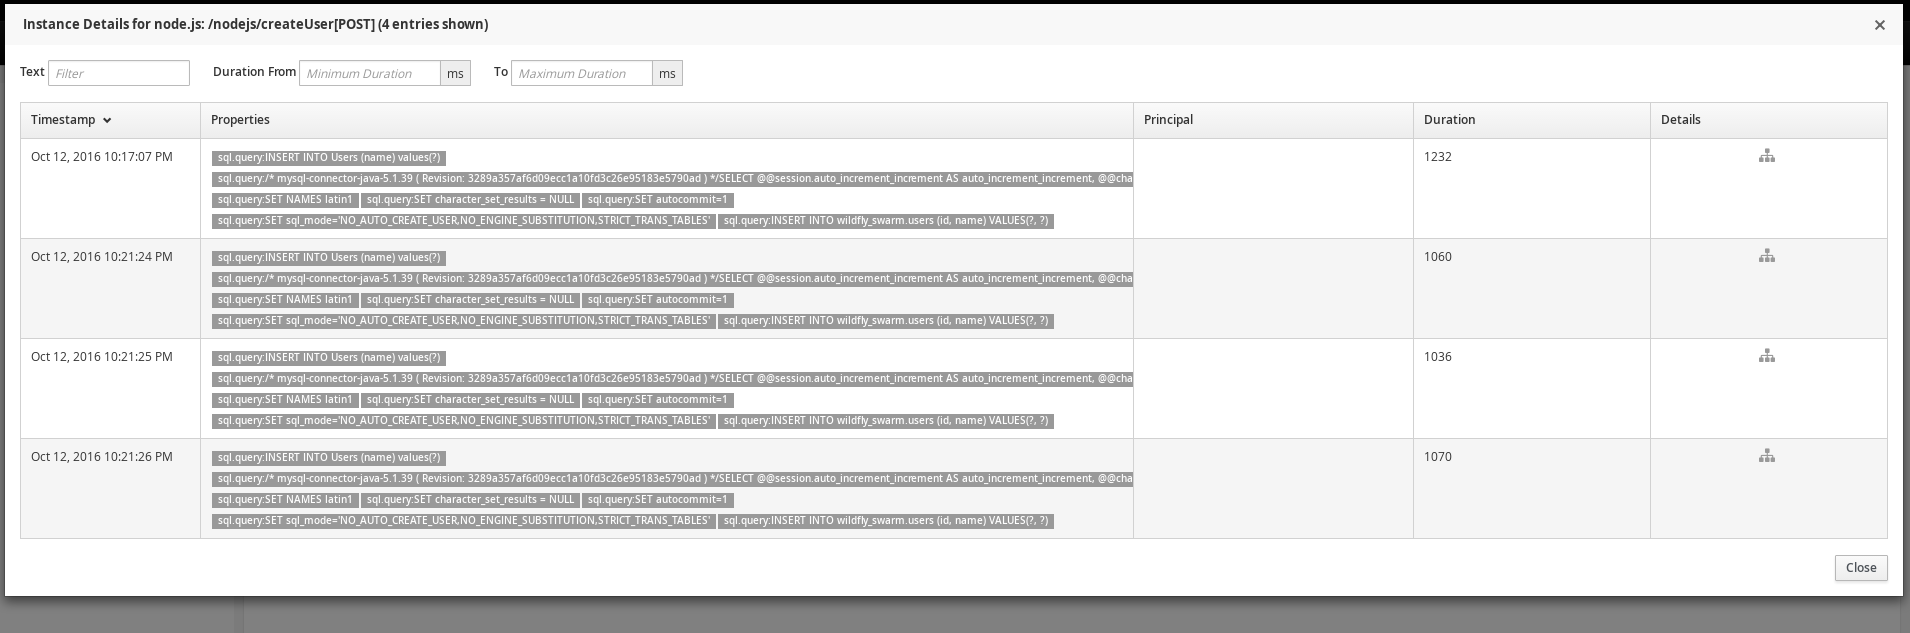 Instance Details for node.js: /nodejs/createUser[POST] (4 entries shown)
Text Filter Duration From Minimum Duration ms To Maximum Duration ms
Timestamp Properties Principal Duration Details
Oct 12, 2016 10:17:07 PM sql.query:INSERT INTO Users (name) values(?) 1232
sql.query:/* mysql-connector-java-5.1.39 ( Revision: 3289a357af6d09ecc1a10fd3c26e95183e5790ad ) */SELECT @@session.auto_increment_increment AS auto_increment_increment, @@cha
sql.query:SET NAMES latin1 sql.query:SET character_set_results = NULL sql.query:SET autocommit=1
sql.query:SET sql_mode='NO_AUTO_CREATE_USER,NO_ENGINE_SUBSTITUTION,STRICT_TRANS_TABLES' sql.query:INSERT INTO wildfly_swarm.users (id, name) VALUES(?, ?)
Oct 12, 2016 10:21:24 PM sql.query:INSERT INTO Users (name) values(?) 1060
sql.query:/* mysql-connector-java-5.1.39 ( Revision: 3289a357af6d09ecc1a10fd3c26e95183e5790ad ) */SELECT @@session.auto_increment_increment AS auto_increment_increment, @@cha
sql.query:SET NAMES latin1 sql.query:SET character_set_results = NULL sql.query:SET autocommit=1
sql.query:SET sql_mode='NO_AUTO_CREATE_USER,NO_ENGINE_SUBSTITUTION,STRICT_TRANS_TABLES' sql.query:INSERT INTO wildfly_swarm.users (id, name) VALUES(?, ?)
Oct 12, 2016 10:21:25 PM sql.query:INSERT INTO Users (name) values(?) 1036
sql.query:/* mysql-connector-java-5.1.39 ( Revision: 3289a357af6d09ecc1a10fd3c26e95183e5790ad ) */SELECT @@session.auto_increment_increment AS auto_increment_increment, @@cha
sql.query:SET NAMES latin1 sql.query:SET character_set_results = NULL sql.query:SET autocommit=1
sql.query:SET sql_mode='NO_AUTO_CREATE_USER,NO_ENGINE_SUBSTITUTION,STRICT_TRANS_TABLES' sql.query:INSERT INTO wildfly_swarm.users (id, name) VALUES(?, ?)
Oct 12, 2016 10:21:26 PM sql.query:INSERT INTO Users (name) values(?) 1070
sql.query:/* mysql-connector-java-5.1.39 ( Revision: 3289a357af6d09ecc1a10fd3c26e95183e5790ad ) */SELECT @@session.auto_increment_increment AS auto_increment_increment, @@cha
sql.query:SET NAMES latin1 sql.query:SET character_set_results = NULL sql.query:SET autocommit=1
sql.query:SET sql_mode='NO_AUTO_CREATE_USER,NO_ENGINE_SUBSTITUTION,STRICT_TRANS_TABLES' sql.query:INSERT INTO wildfly_swarm.users (id, name) VALUES(?, ?)
Close